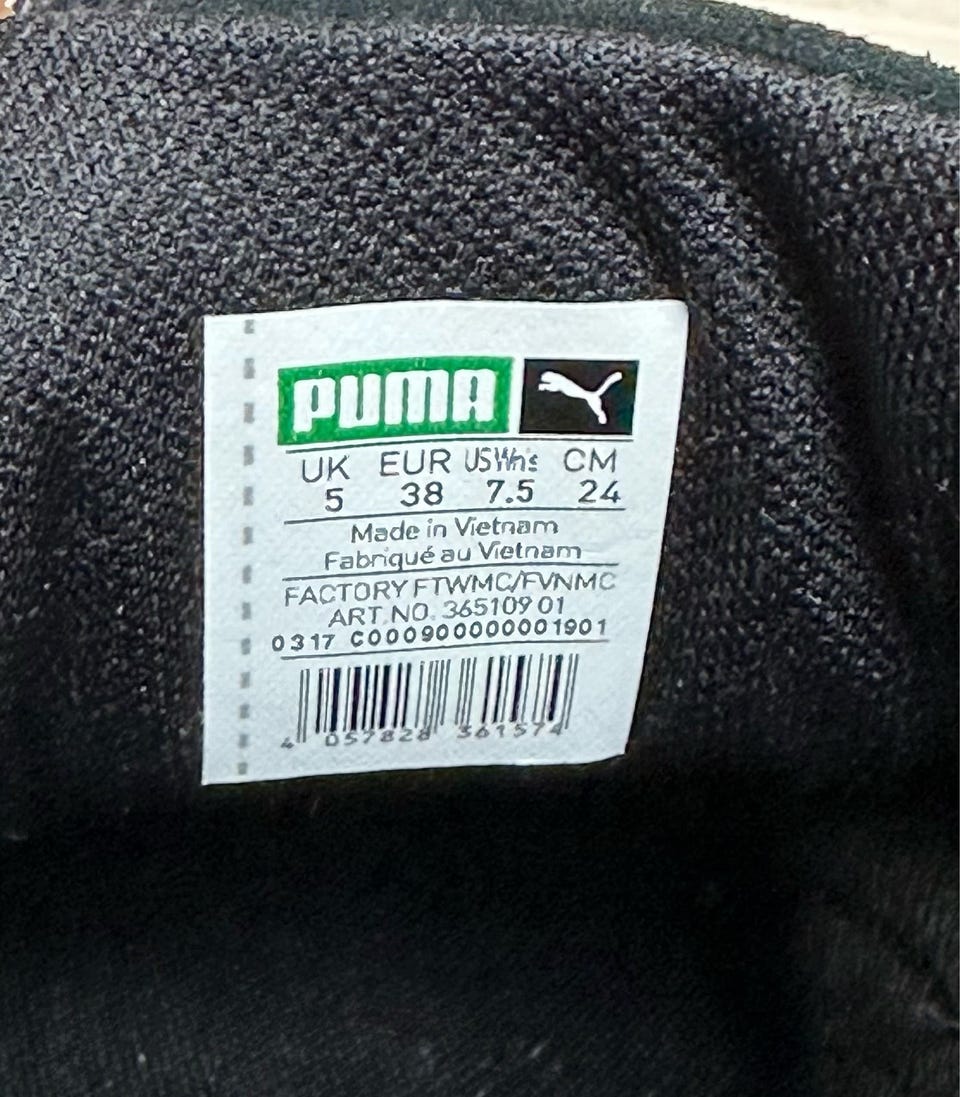 PUMA
UK EUR US Wns CM
5 38 7.5 24
Made in Vietnam
Fabriqué au Vietnam
FACTORY FTWMC/FVNMC
ART NO. 365109 01
0317 C000900000001901
4 057828 361574